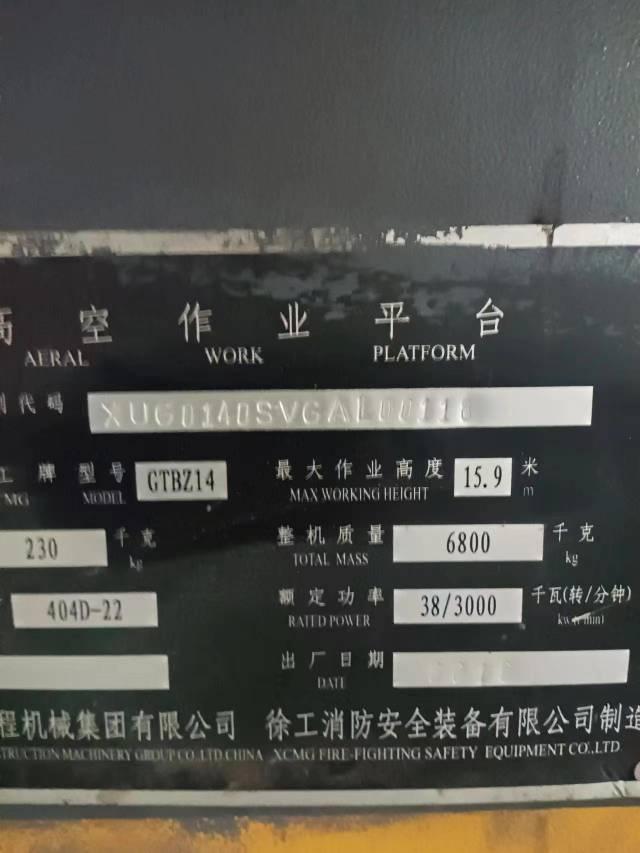 高 空 作 业 平 台
AERAL WORK PLATFORM
代 码 XUG0140SVGAL00110
工 牌 型 号 GTBZ14 最 大 作 业 高 度 15.9 米
MG MODEL MAX WORKING HEIGHT m
230 千 克 整 机 质 量 6800 千 克
kg TOTAL MASS kg
404D-22 额 定 功 率 38/3000 千瓦(转/分钟)
RATED POWER kw(r/min)
出 厂 日 期
DATE
程机械集团有限公司 徐工消防安全装备有限公司制造
STRUCTION MACHINERY GROUP CO.,LTD CHINA XCMG FIRE-FIGHTING SAFETY EQUIPMENT CO.,LTD